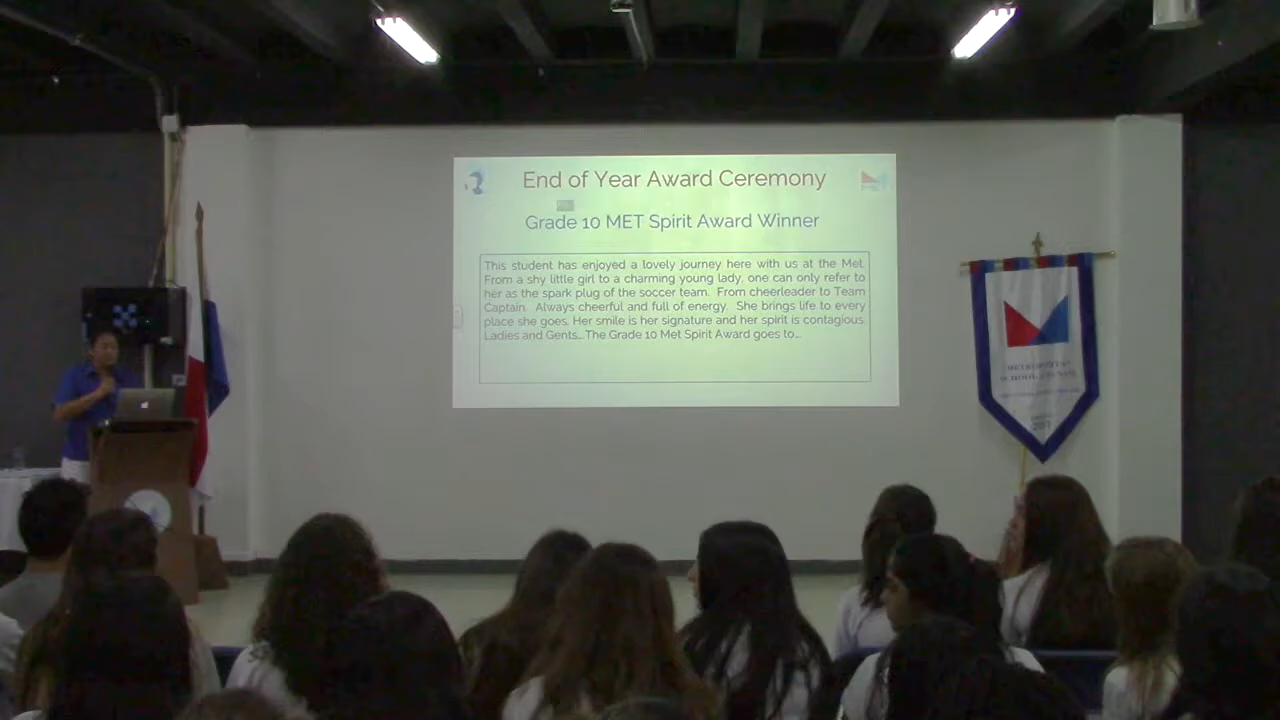 End of Year Award Ceremony
Grade 10 MET Spirit Award Winner
This student has enjoyed a lovely journey here with us at the Met.
From a shy little girl to a charming young lady, one can only refer to
her as the spark plug of the soccer team. From cheerleader to Team
Captain. Always cheerful and full of energy. She brings life to every
place she goes. Her smile is her signature and her spirit is contagious.
Ladies and Gents....The Grade 10 Met Spirit Award goes to....